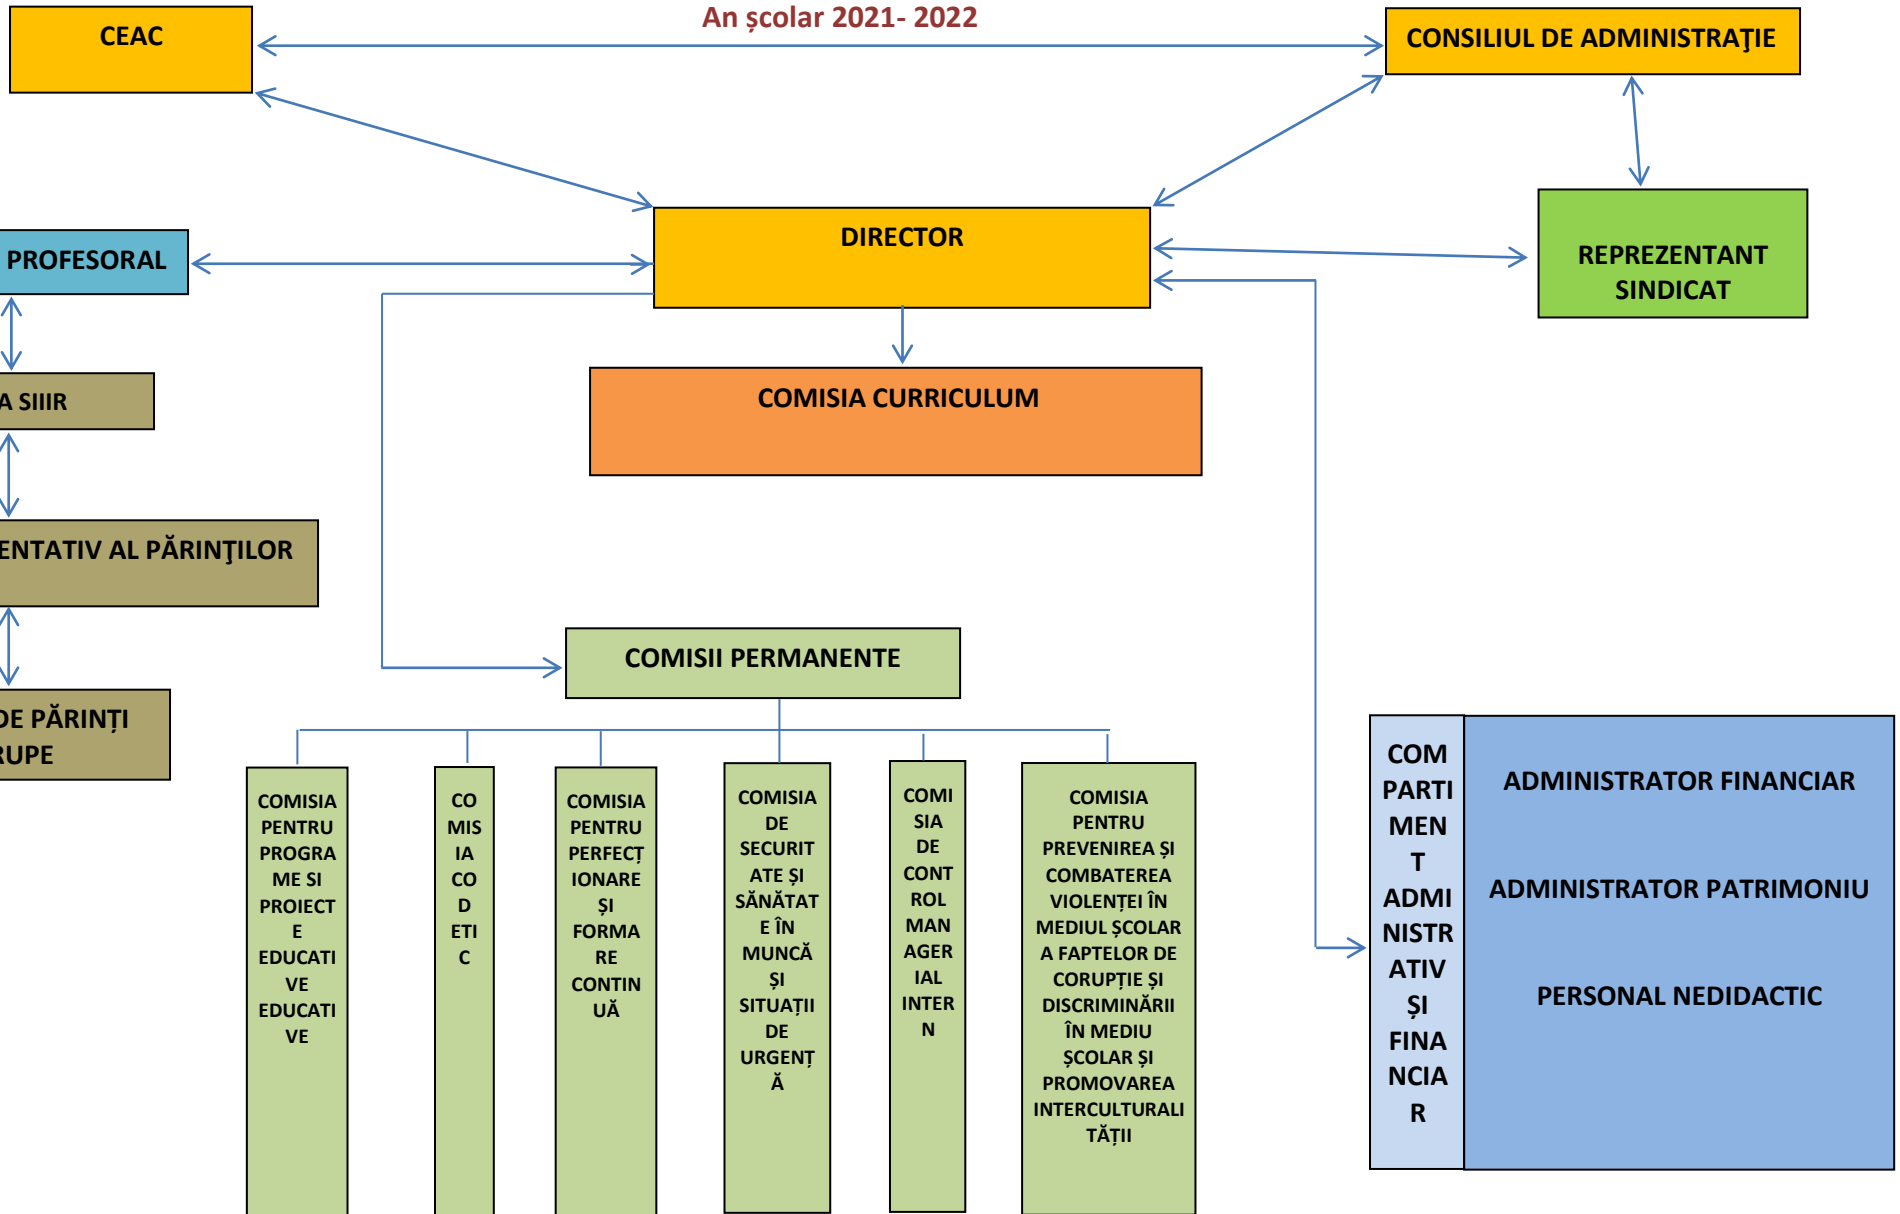 An școlar 2021- 2022
CEAC
CONSILIUL DE ADMINISTRAŢIE
DIRECTOR
PROFESORAL
REPREZENTANT
SINDICAT
A SIIIR
COMISIA CURRICULUM
ENTATIV AL PĂRINŢILOR
COMISII PERMANENTE
DE PĂRINȚI
RUPE
COMISIA
PENTRU
PROGRA
ME SI
PROIECT
E
EDUCATI
VE
EDUCATI
VE
CO
MIS
IA
CO
D
ETI
C
COMISIA
PENTRU
PERFECȚ
IONARE
ȘI
FORMA
RE
CONTIN
UĂ
COMISIA
DE
SECURIT
ATE ȘI
SĂNĂTAT
E ÎN
MUNCĂ
ȘI
SITUAȚII
DE
URGENȚ
Ă
COMI
SIA
DE
CONT
ROL
MAN
AGER
IAL
INTER
N
COMISIA
PENTRU
PREVENIREA ȘI
COMBATEREA
VIOLENȚEI ÎN
MEDIUL ȘCOLAR
A FAPTELOR DE
CORUPȚIE ȘI
DISCRIMINĂRII
ÎN MEDIU
ȘCOLAR ȘI
PROMOVAREA
INTERCULTURALI
TĂȚII
COM
PARTI
MEN
T
ADMI
NISTR
ATIV
ȘI
FINA
NCIA
R
ADMINISTRATOR FINANCIAR
ADMINISTRATOR PATRIMONIU
PERSONAL NEDIDACTIC